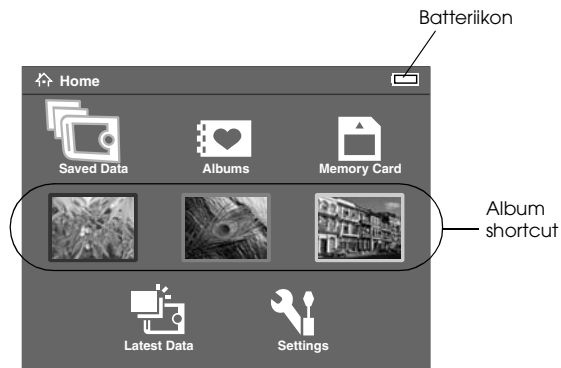 Batteriikon
Home
Saved Data
Albums
Memory Card
Album
shortcut
Latest Data
Settings